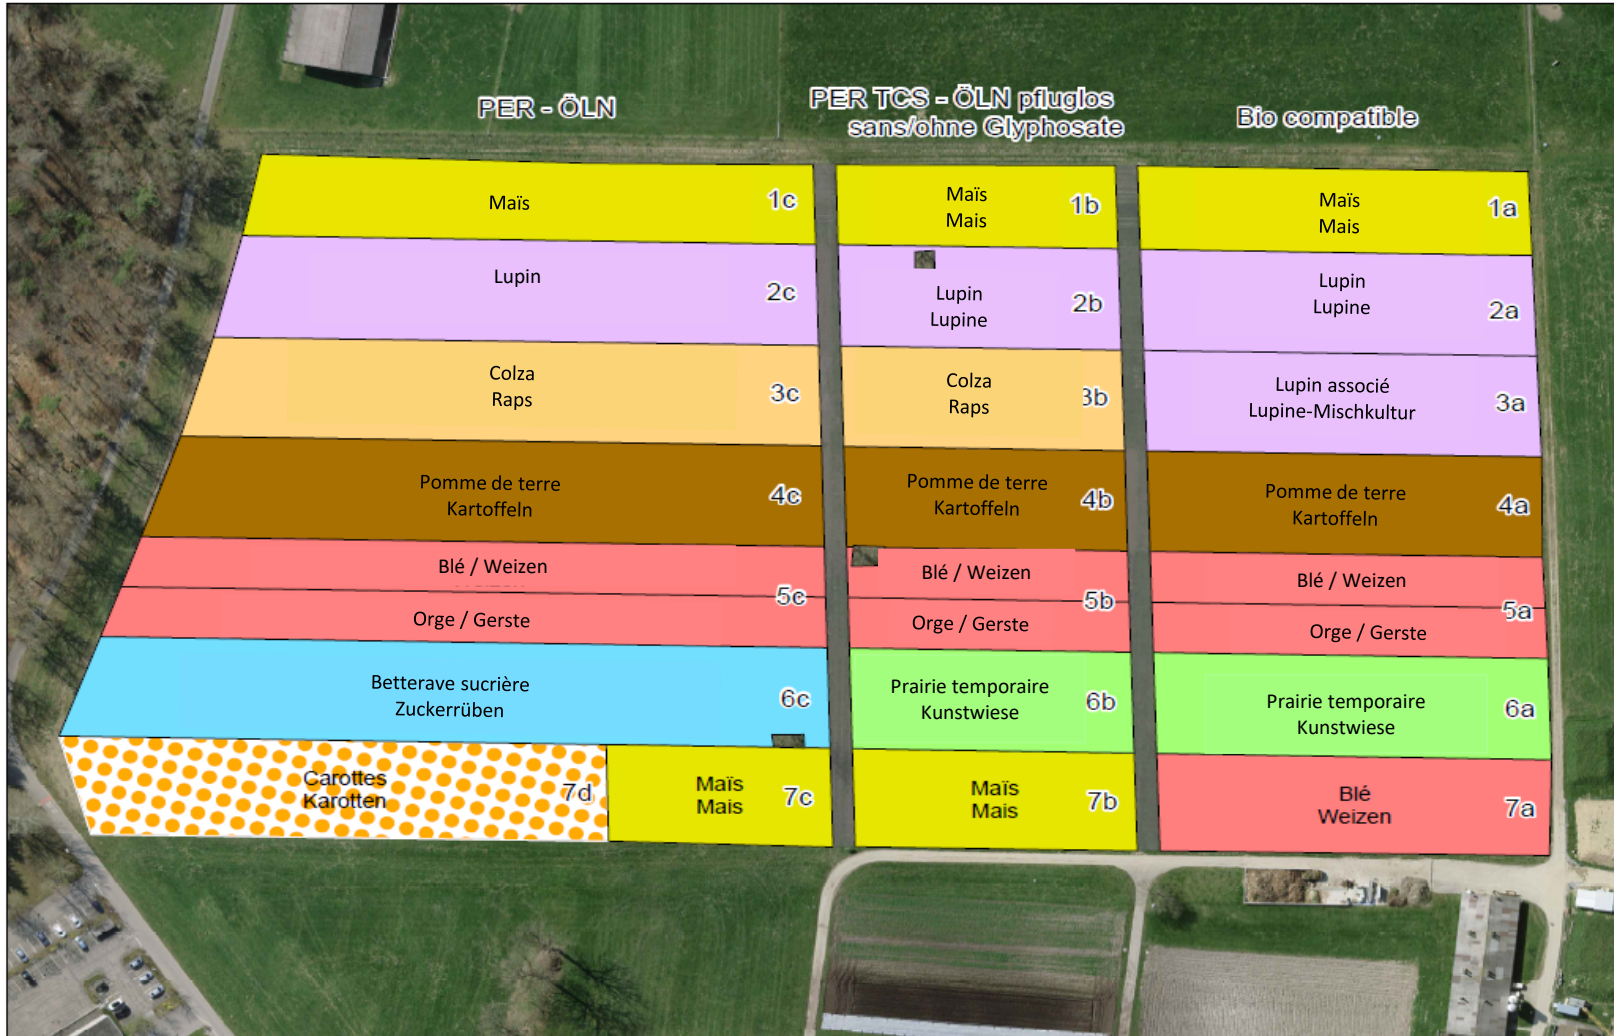 PER - ÖLN
PER TCS - ÖLN pfluglos
sans/ohne Glyphosate
Bio compatible
Maïs
1c
Maïs
Mais
1b
Maïs
Mais
1a
Lupin
2c
Lupin
Lupine
2b
Lupin
Lupine
2a
Colza
Raps
3c
Colza
Raps
3b
Lupin associé
Lupine-Mischkultur
3a
Pomme de terre
Kartoffeln
4c
Pomme de terre
Kartoffeln
4b
Pomme de terre
Kartoffeln
4a
Blé / Weizen
5c
Orge / Gerste
Blé / Weizen
5b
Orge / Gerste
Blé / Weizen
5a
Orge / Gerste
Betterave sucrière
Zuckerrüben
6c
Prairie temporaire
Kunstwiese
6b
Prairie temporaire
Kunstwiese
6a
Carottes
Karotten
7d
Maïs
Mais
7c
Maïs
Mais
7b
Blé
Weizen
7a